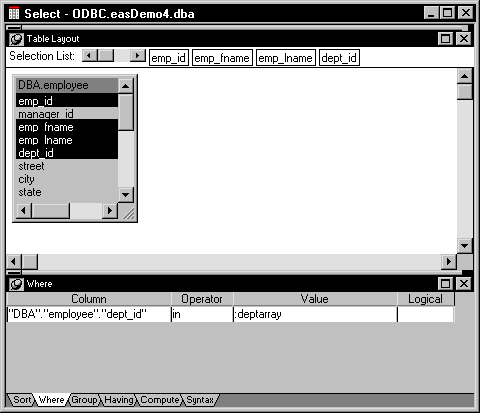 Select - ODBC.easDemo4.dba
Table Layout
Selection List: emp_id emp_fname emp_lname dept_id
DBA.employee
emp_id
manager_id
emp_fname
emp_lname
dept_id
street
city
state
Where
Column Operator Value Logical
"DBA"."employee"."dept_id" in :deptarray
Sort Where Group Having Compute Syntax